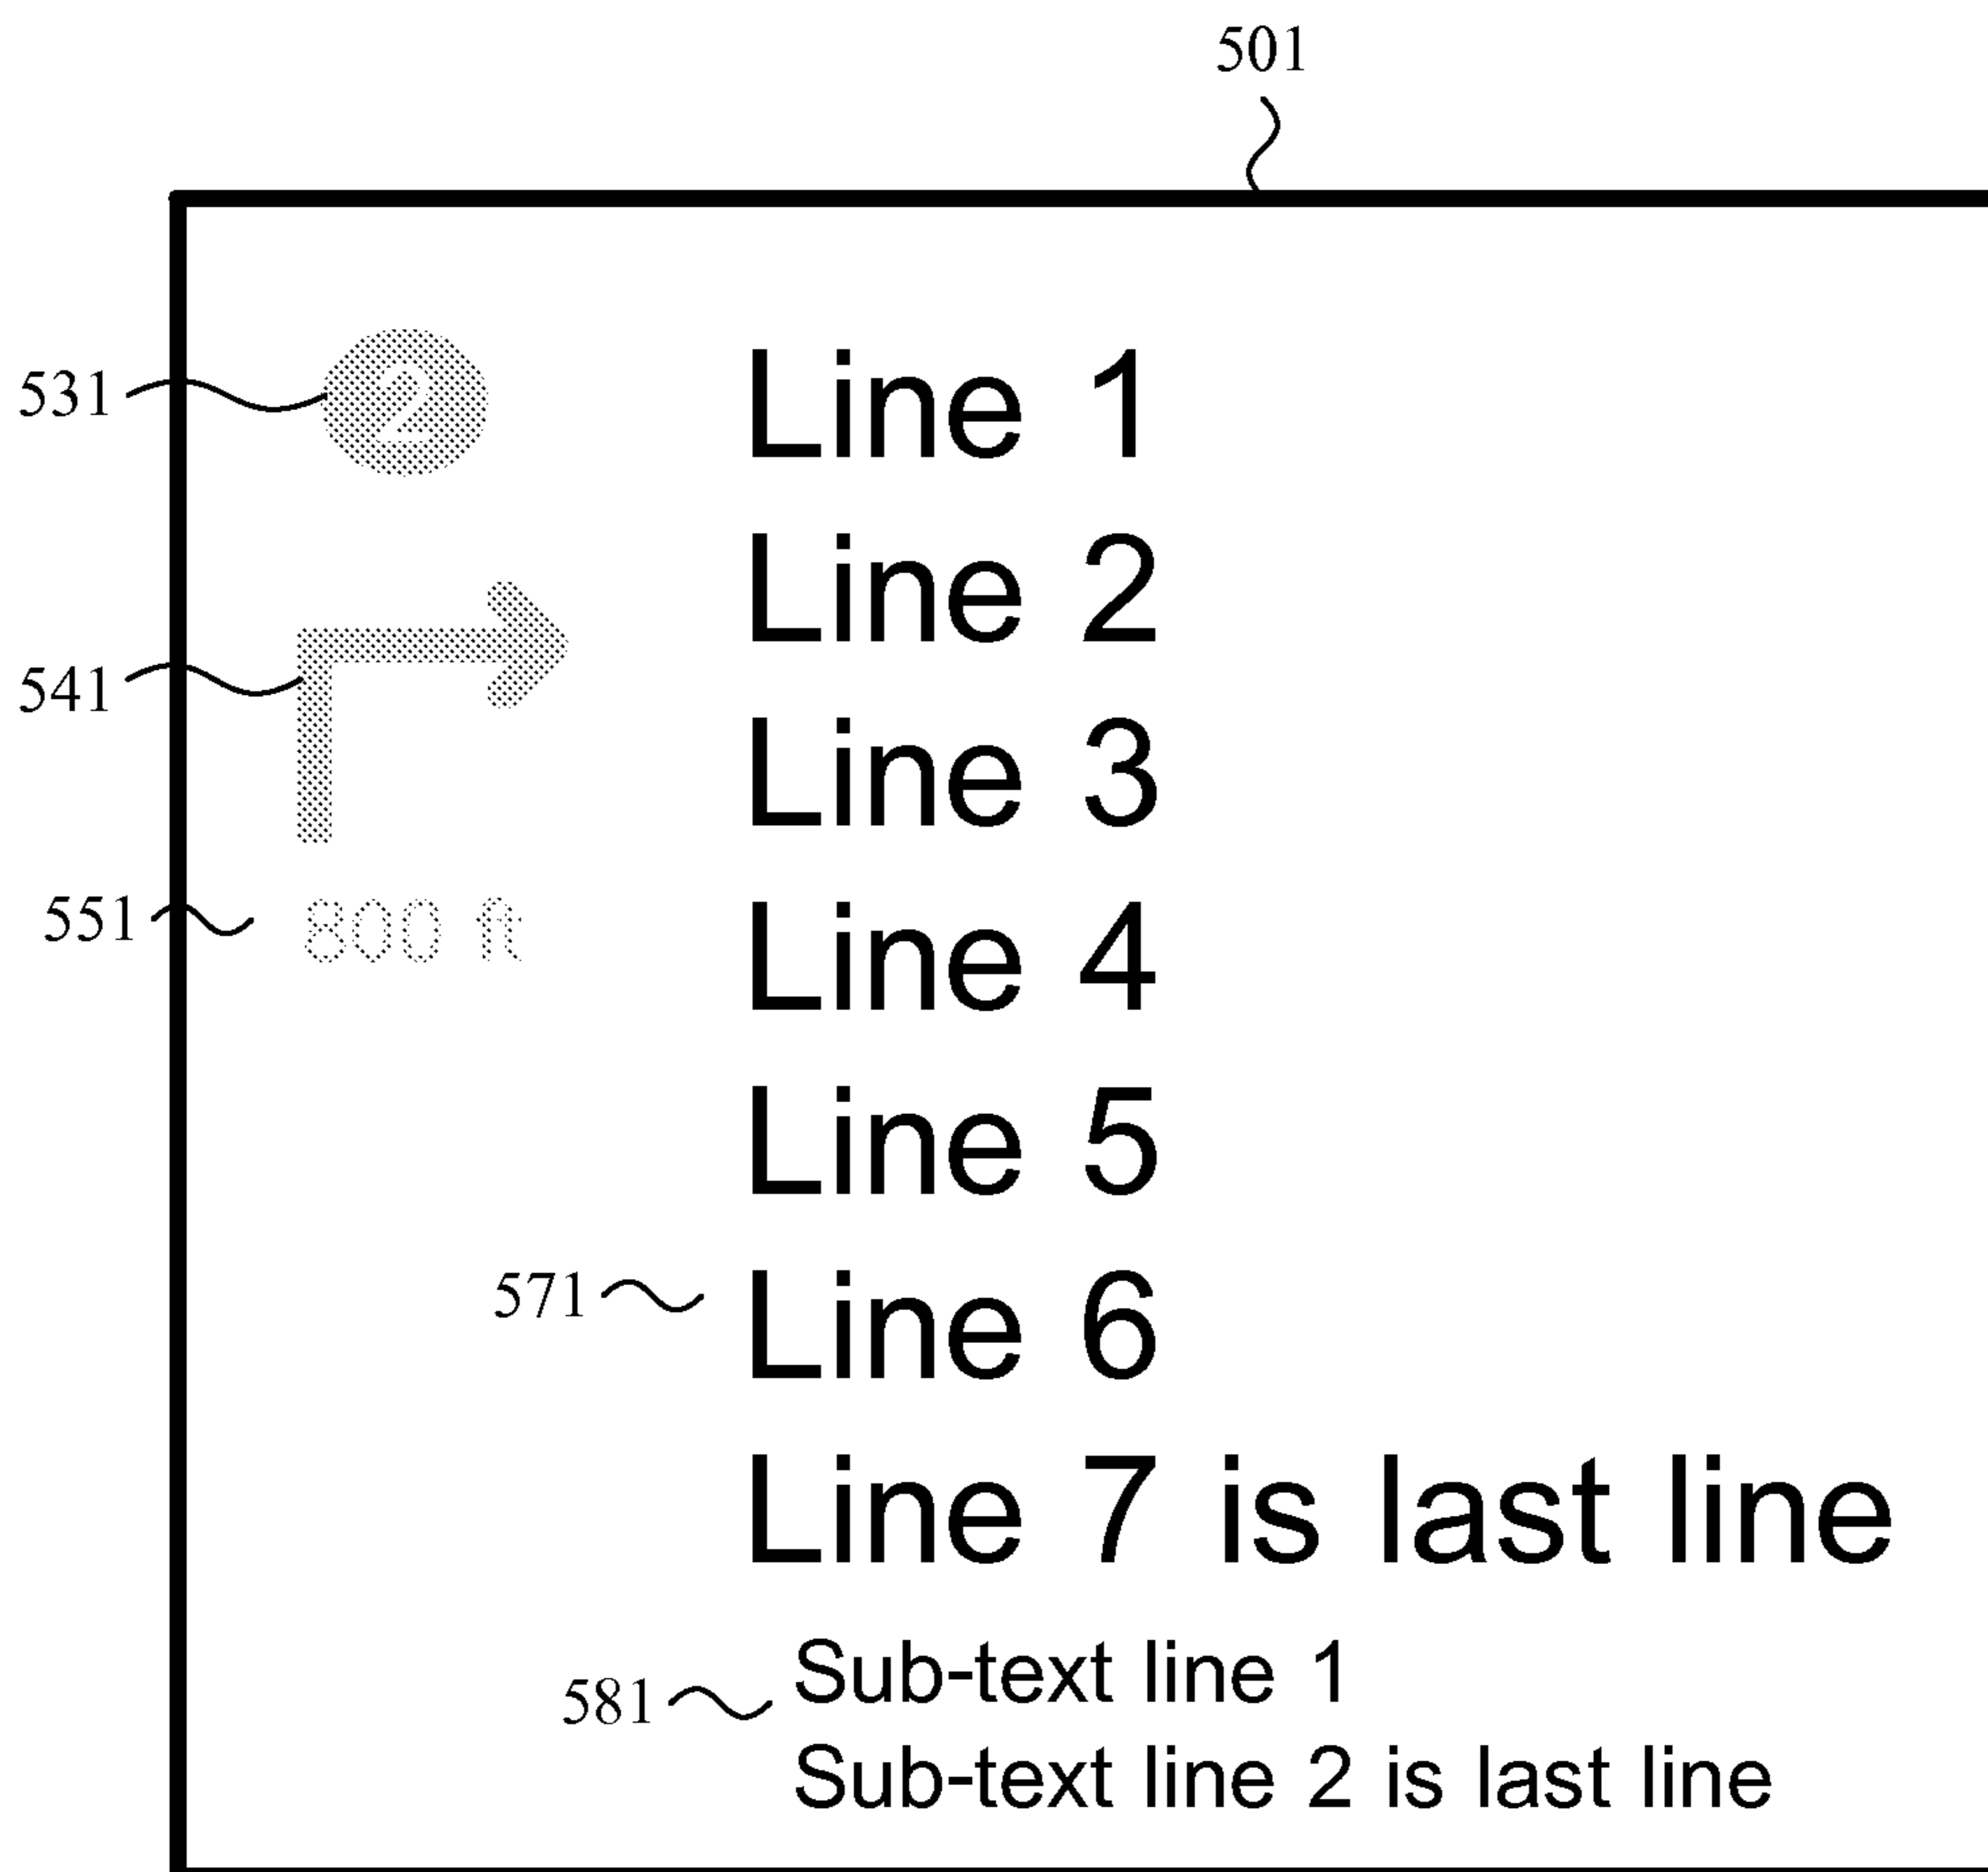 501
531 2 Line 1
Line 2
541
Line 3
551 800 ft Line 4
Line 5
571 Line 6
Line 7 is last line
581 Sub-text line 1
Sub-text line 2 is last line